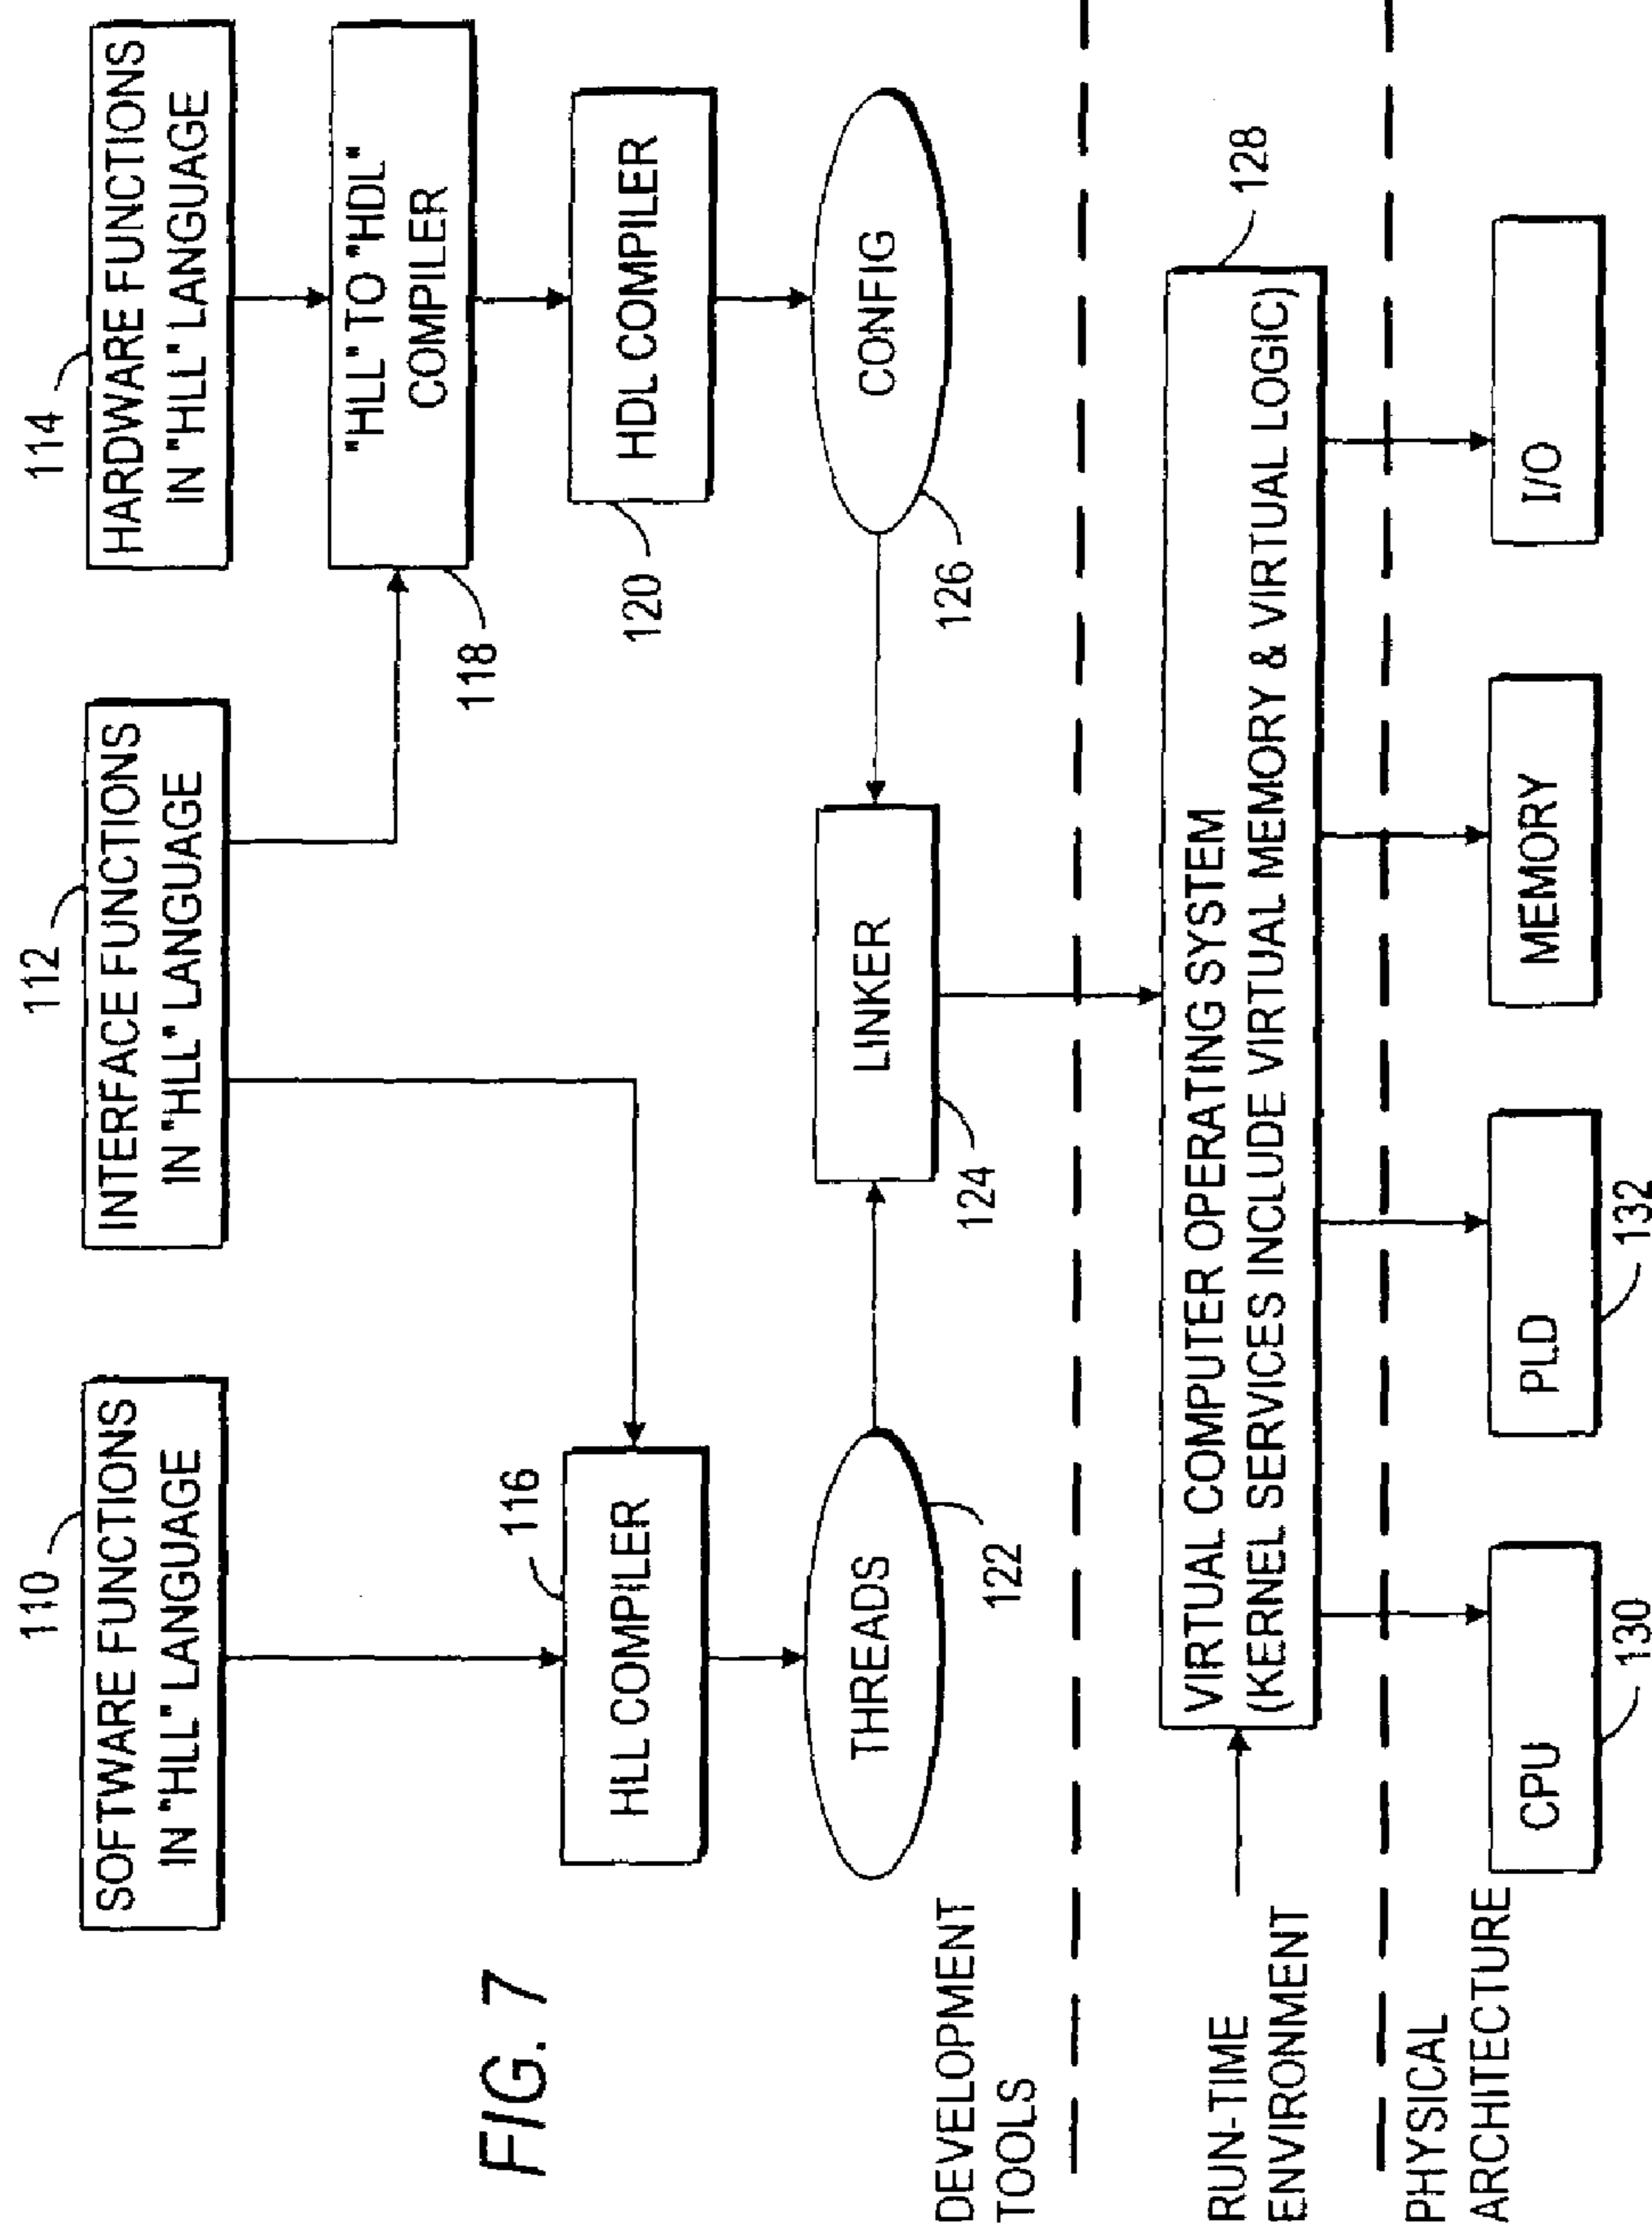 110
SOFTWARE FUNCTIONS
IN "HLL" LANGUAGE
112
INTERFACE FUNCTIONS
IN "HLL" LANGUAGE
114
HARDWARE FUNCTIONS
IN "HLL" LANGUAGE
"HLL" TO "HDL"
COMPILER
118
FIG. 7
116
HLL COMPILER
HDL COMPILER
120
THREADS
122
LINKER
124
CONFIG
126
DEVELOPMENT
TOOLS
RUN-TIME
ENVIRONMENT
VIRTUAL COMPUTER OPERATING SYSTEM
(KERNEL SERVICES INCLUDE VIRTUAL MEMORY & VIRTUAL LOGIC)
128
PHYSICAL
ARCHITECTURE
CPU
130
PLD
132
MEMORY
I/O